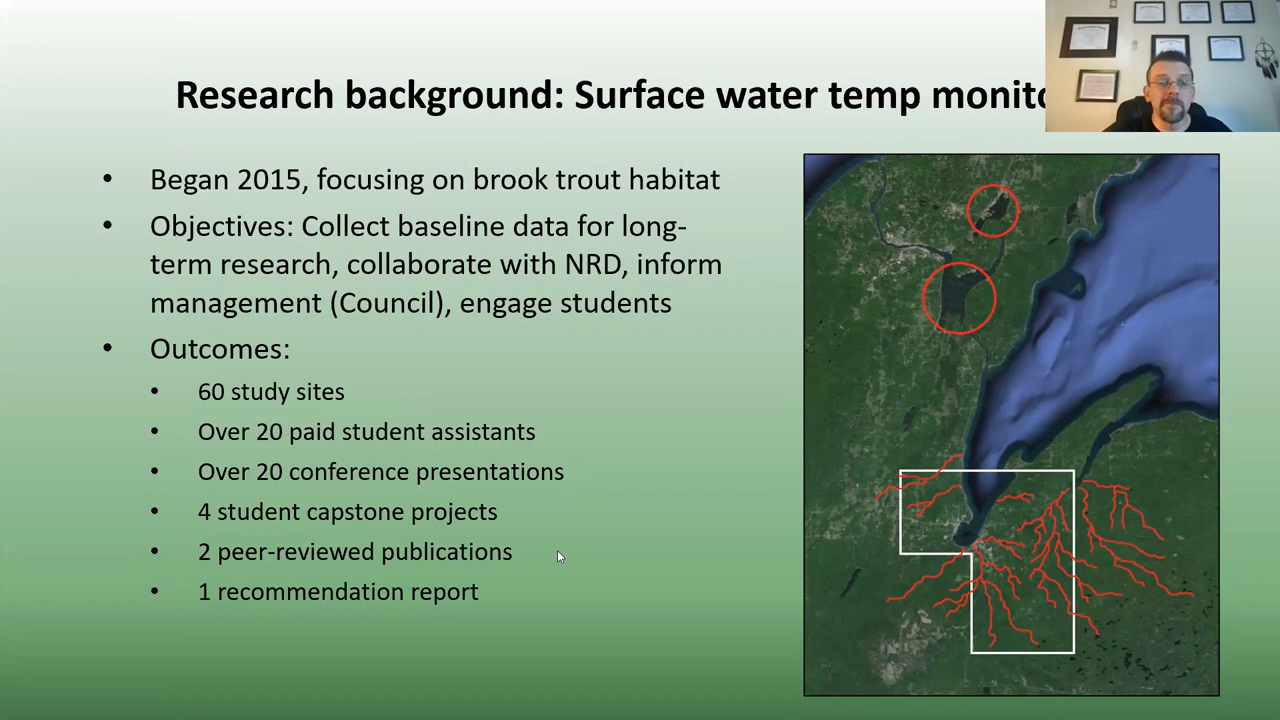 Research background: Surface water temp monito
• Began 2015, focusing on brook trout habitat
• Objectives: Collect baseline data for long-
term research, collaborate with NRD, inform
management (Council), engage students
• Outcomes:
• 60 study sites
• Over 20 paid student assistants
• Over 20 conference presentations
• 4 student capstone projects
• 2 peer-reviewed publications
• 1 recommendation report